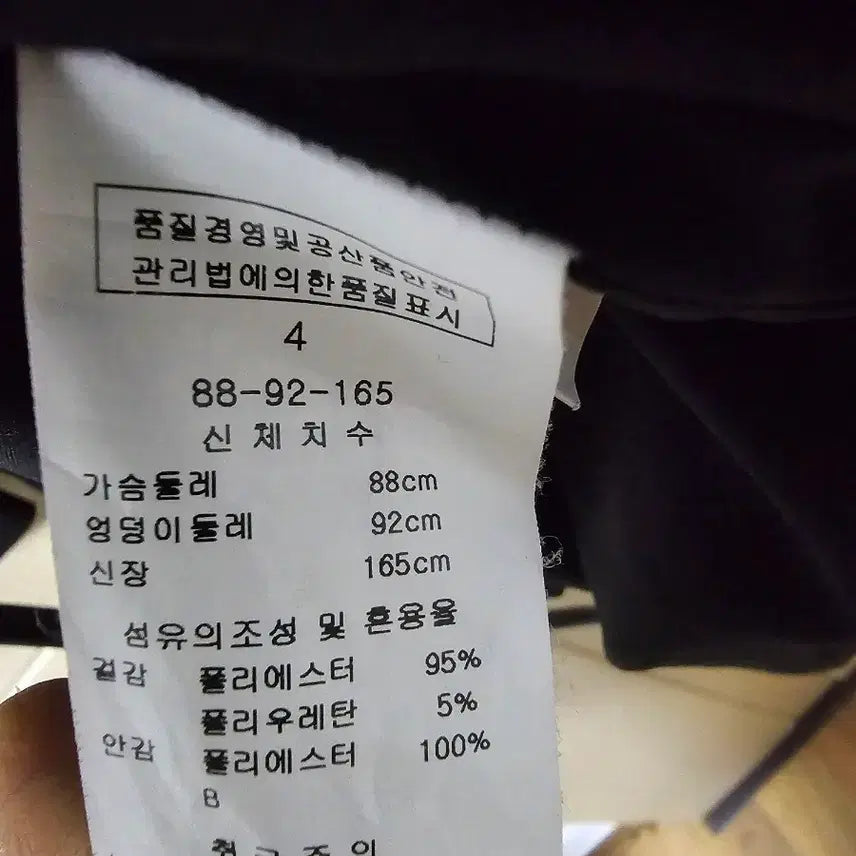 품질경영및공산품안전
관리법에의한품질표시
4
88-92-165
신체치수
가슴둘레 88cm
엉덩이둘레 92cm
신장 165cm
섬유의조성 및 혼용율
겉감 폴리에스터 95%
폴리우레탄 5%
안감 폴리에스터 100%
B